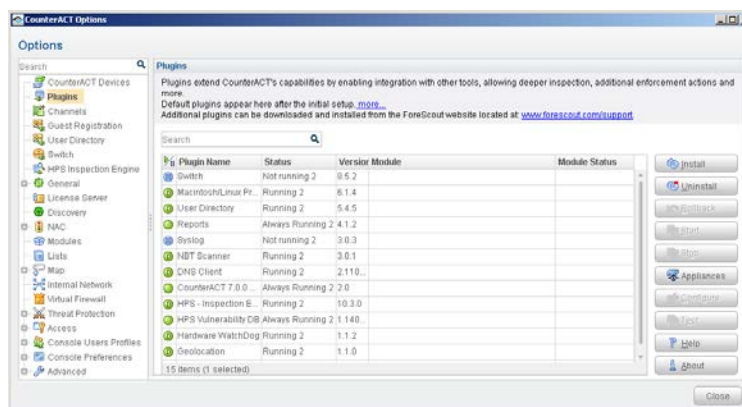 CounterACT Options
Options
Search
CounterACT Devices
Plugins
Channels
Guest Registration
User Directory
Switch
HPS Inspection Engine
General
License Server
Discovery
NAC
Modules
Lists
Map
Internal Network
Virtual Firewall
Threat Protection
Access
Console Users Profiles
Console Preferences
Advanced
Plugins
Plugins extend CounterACT's capabilities by enabling integration with other tools, allowing deeper inspection, additional enforcement actions and
more.
Default plugins appear here after the initial setup. more...
Additional plugins can be downloaded and installed from the ForeScout website located at: www.forescout.com/support
Search
Plugin Name Status Version Module Module Status
Switch Not running 2 8.5.2
Macintosh/Linux Pr... Running 2 6.1.4
User Directory Running 2 5.4.5
Reports Always Running 2 4.1.2
Syslog Not running 2 3.0.3
NBT Scanner Running 2 3.0.1
DNS Client Running 2 2.110...
CounterACT 7.0.0 ... Always Running 2 2.0
HPS - Inspection E... Running 2 10.3.0
HPS Vulnerability DB Always Running 2 1.140...
Hardware WatchDog Running 2 1.1.2
Geolocation Running 2 1.1.0
15 items (1 selected)
Install
Uninstall
Rollback
Start
Stop
Appliances
Configure
Test
Help
About
Close